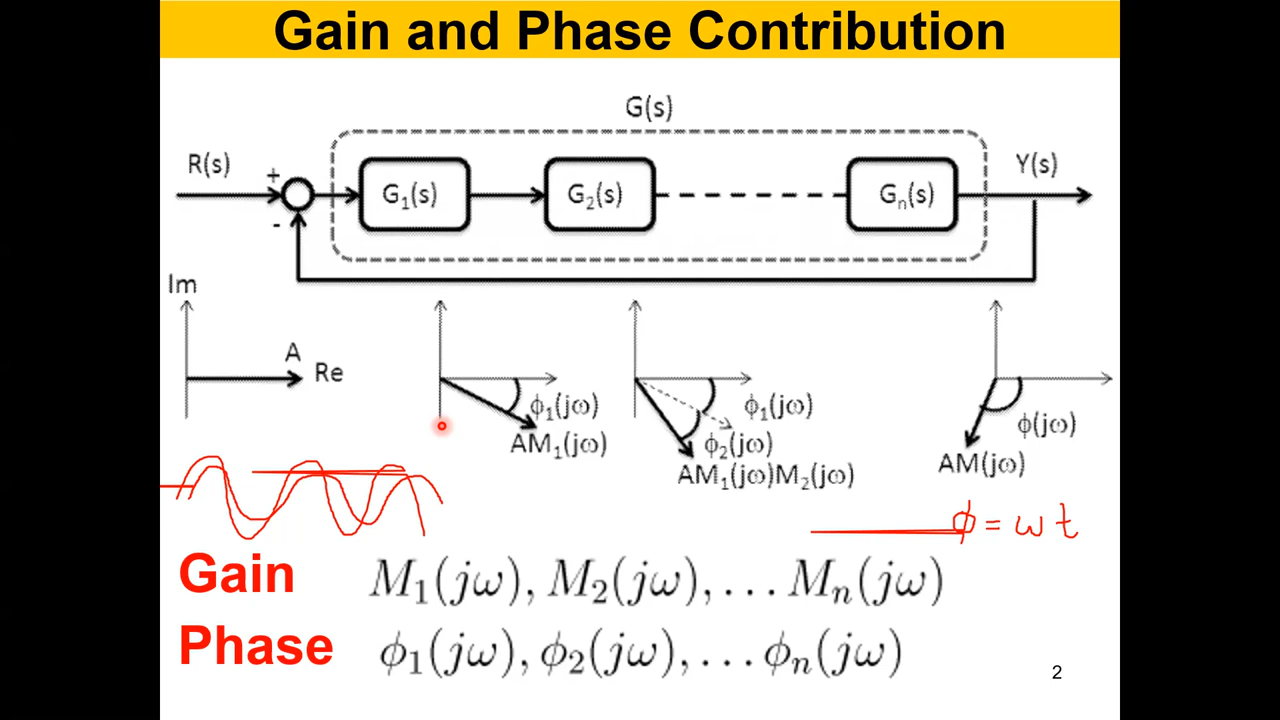 Gain and Phase Contribution
G(s)
R(s) + - G₁(s) G₂(s) Gₙ(s) Y(s)
Im
A Re
ϕ₁(jω) ϕ₁(jω)
AM₁(jω) ϕ₂(jω) ϕ(jω)
AM₁(jω)M₂(jω) AM(jω)
ϕ = ωt
Gain M₁(jω), M₂(jω), . . . Mₙ(jω)
Phase ϕ₁(jω), ϕ₂(jω), . . . ϕₙ(jω)
2